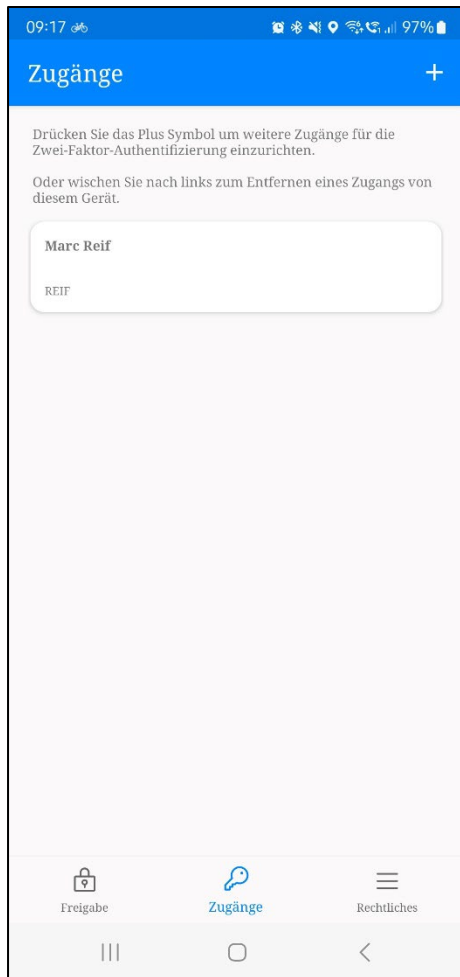 09:17 97%
Zugänge +
Drücken Sie das Plus Symbol um weitere Zugänge für die
Zwei-Faktor-Authentifizierung einzurichten.
Oder wischen Sie nach links zum Entfernen eines Zugangs von
diesem Gerät.
Marc Reif
REIF
Freigabe Zugänge Rechtliches